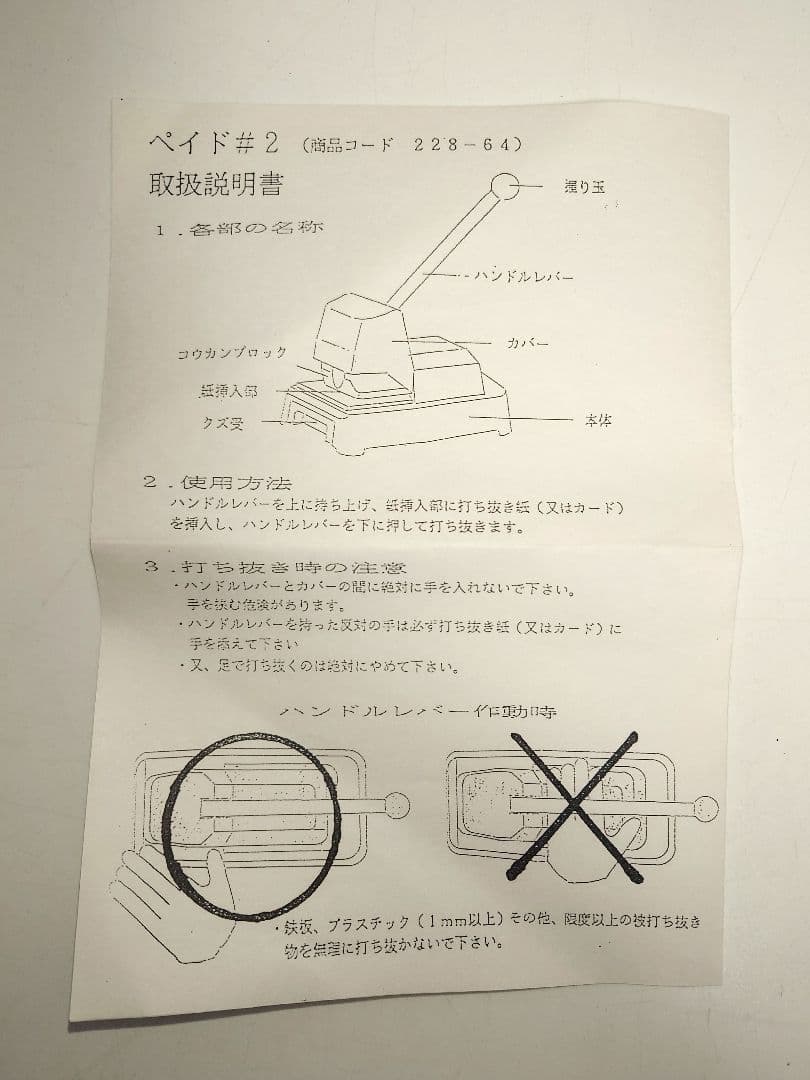 ペイド＃２ （商品コード ２２８－６４）
取扱説明書
１．各部の名称
握り玉
ハンドルレバー
カバー
コウカンブロック
紙挿入部
クズ受
本体
２．使用方法
ハンドルレバーを上に持ち上げ、紙挿入部に打ち抜き紙（又はカード）
を挿入し、ハンドルレバーを下に押して打ち抜きます。
３．打ち抜き時の注意
・ハンドルレバーとカバーの間に絶対に手を入れないで下さい。
手を挟む危険があります。
・ハンドルレバーを持った反対の手は必ず打ち抜き紙（又はカード）に
手を添えて下さい
・又、足で打ち抜くのは絶対にやめて下さい。
ハンドルレバー作動時
・鉄板、プラスチック（１ｍｍ以上）その他、限度以上の被打ち抜き
物を無理に打ち抜かないで下さい。